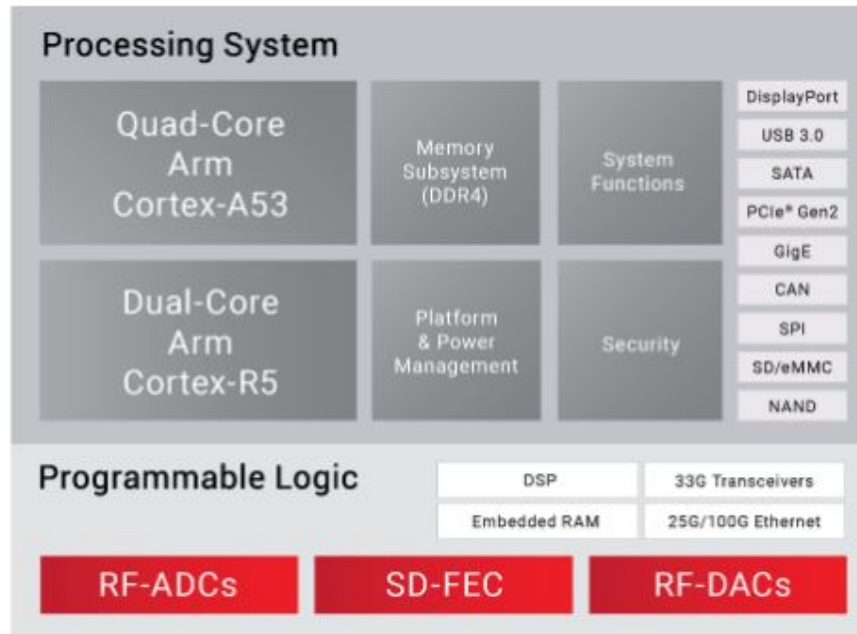 Processing System
Quad-Core
Arm
Cortex-A53
Memory
Subsystem
(DDR4)
System
Functions
DisplayPort
USB 3.0
SATA
PCIe® Gen2
GigE
CAN
SPI
SD/eMMC
NAND
Dual-Core
Arm
Cortex-R5
Platform
& Power
Management
Security
Programmable Logic
DSP
33G Transceivers
Embedded RAM
25G/100G Ethernet
RF-ADCs
SD-FEC
RF-DACs